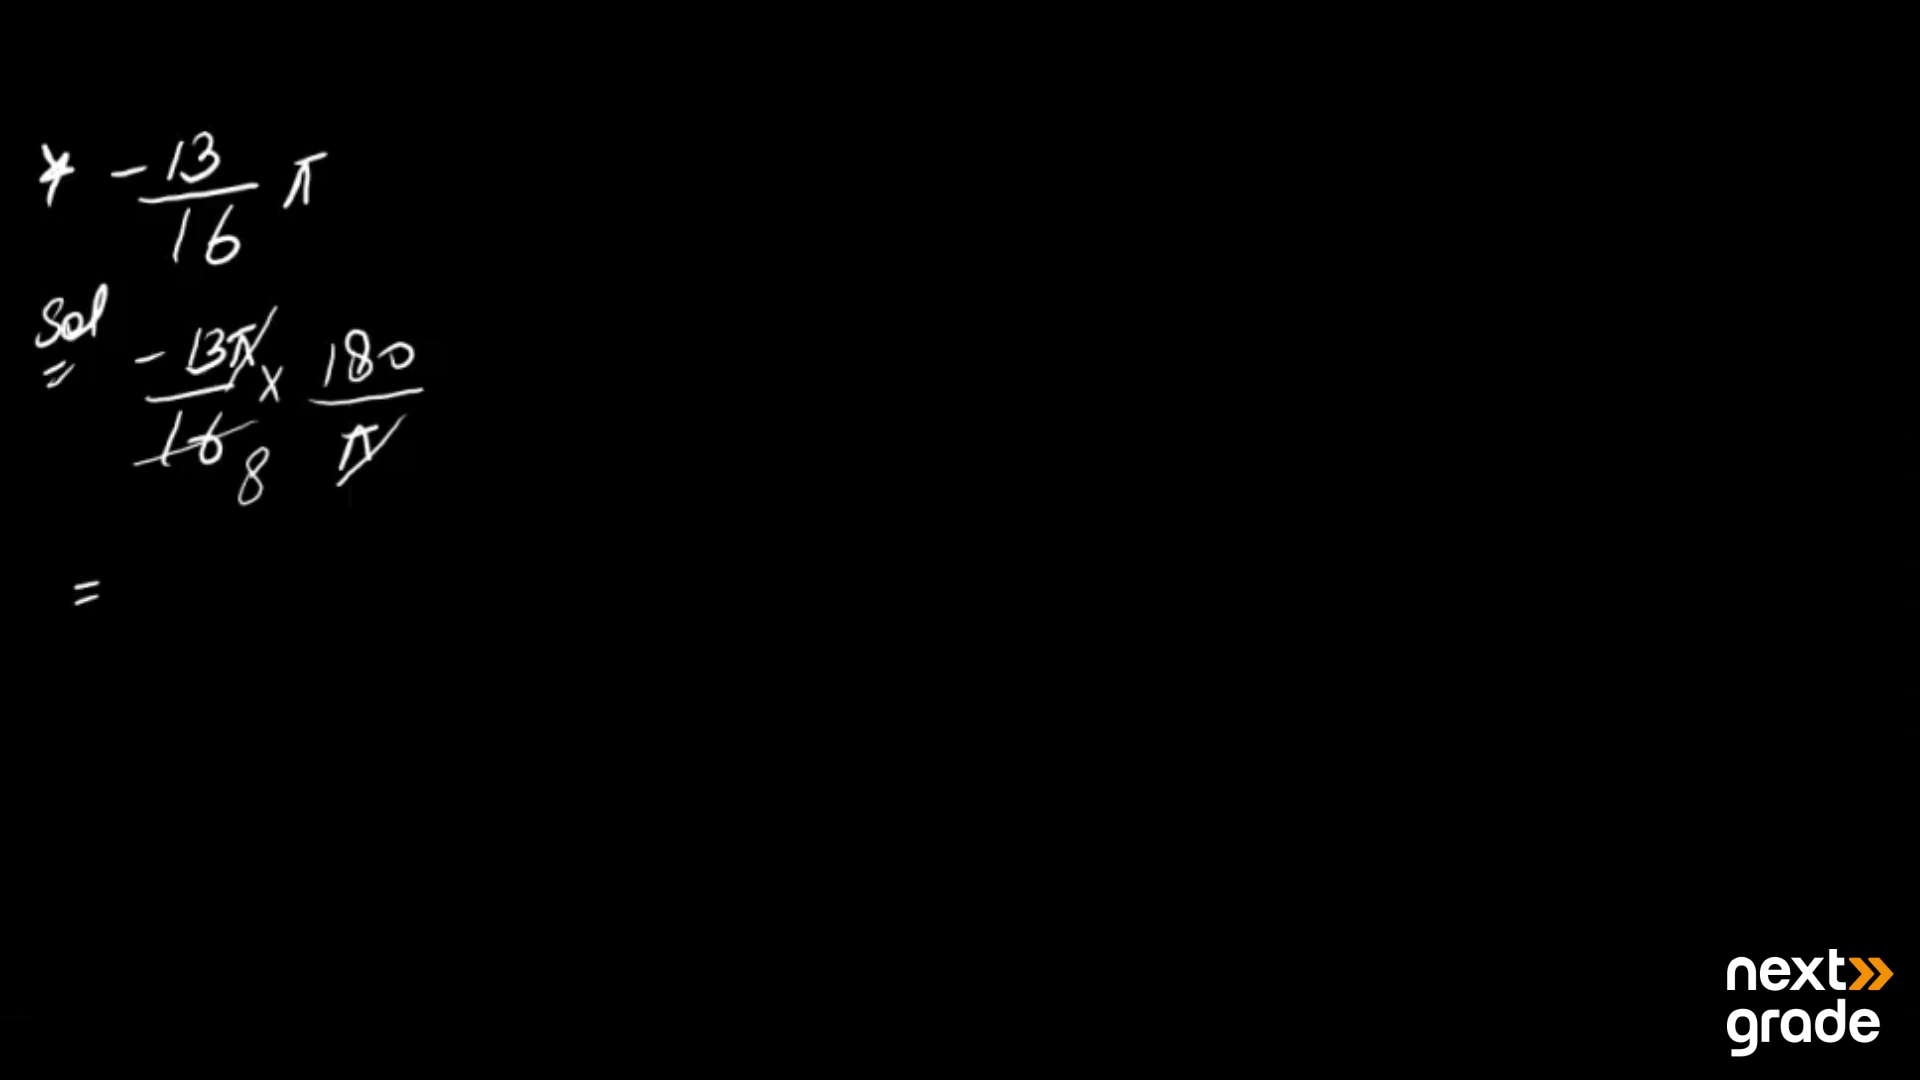 * - 13/16 π
Sol
= - 13π/16 8 × 180/π
=
next
grade